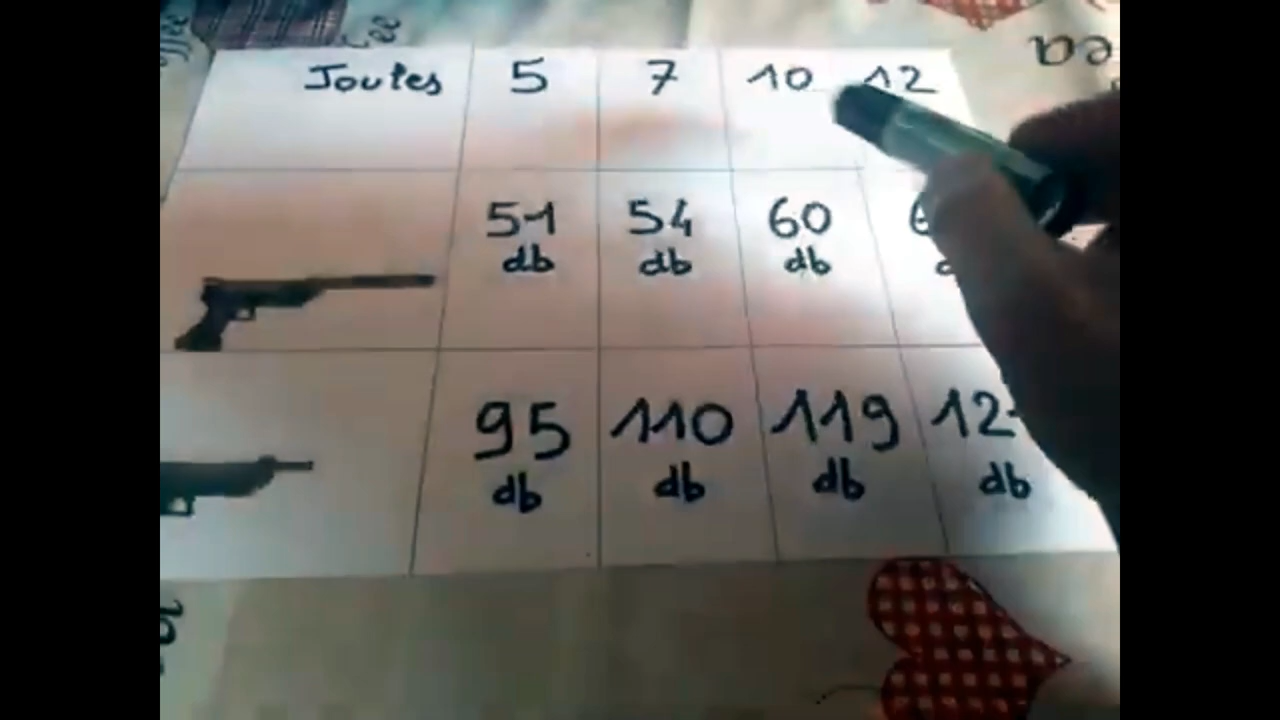 Joules 5 7 10 12
51 54 60
db db db
95 110 119
db db db db